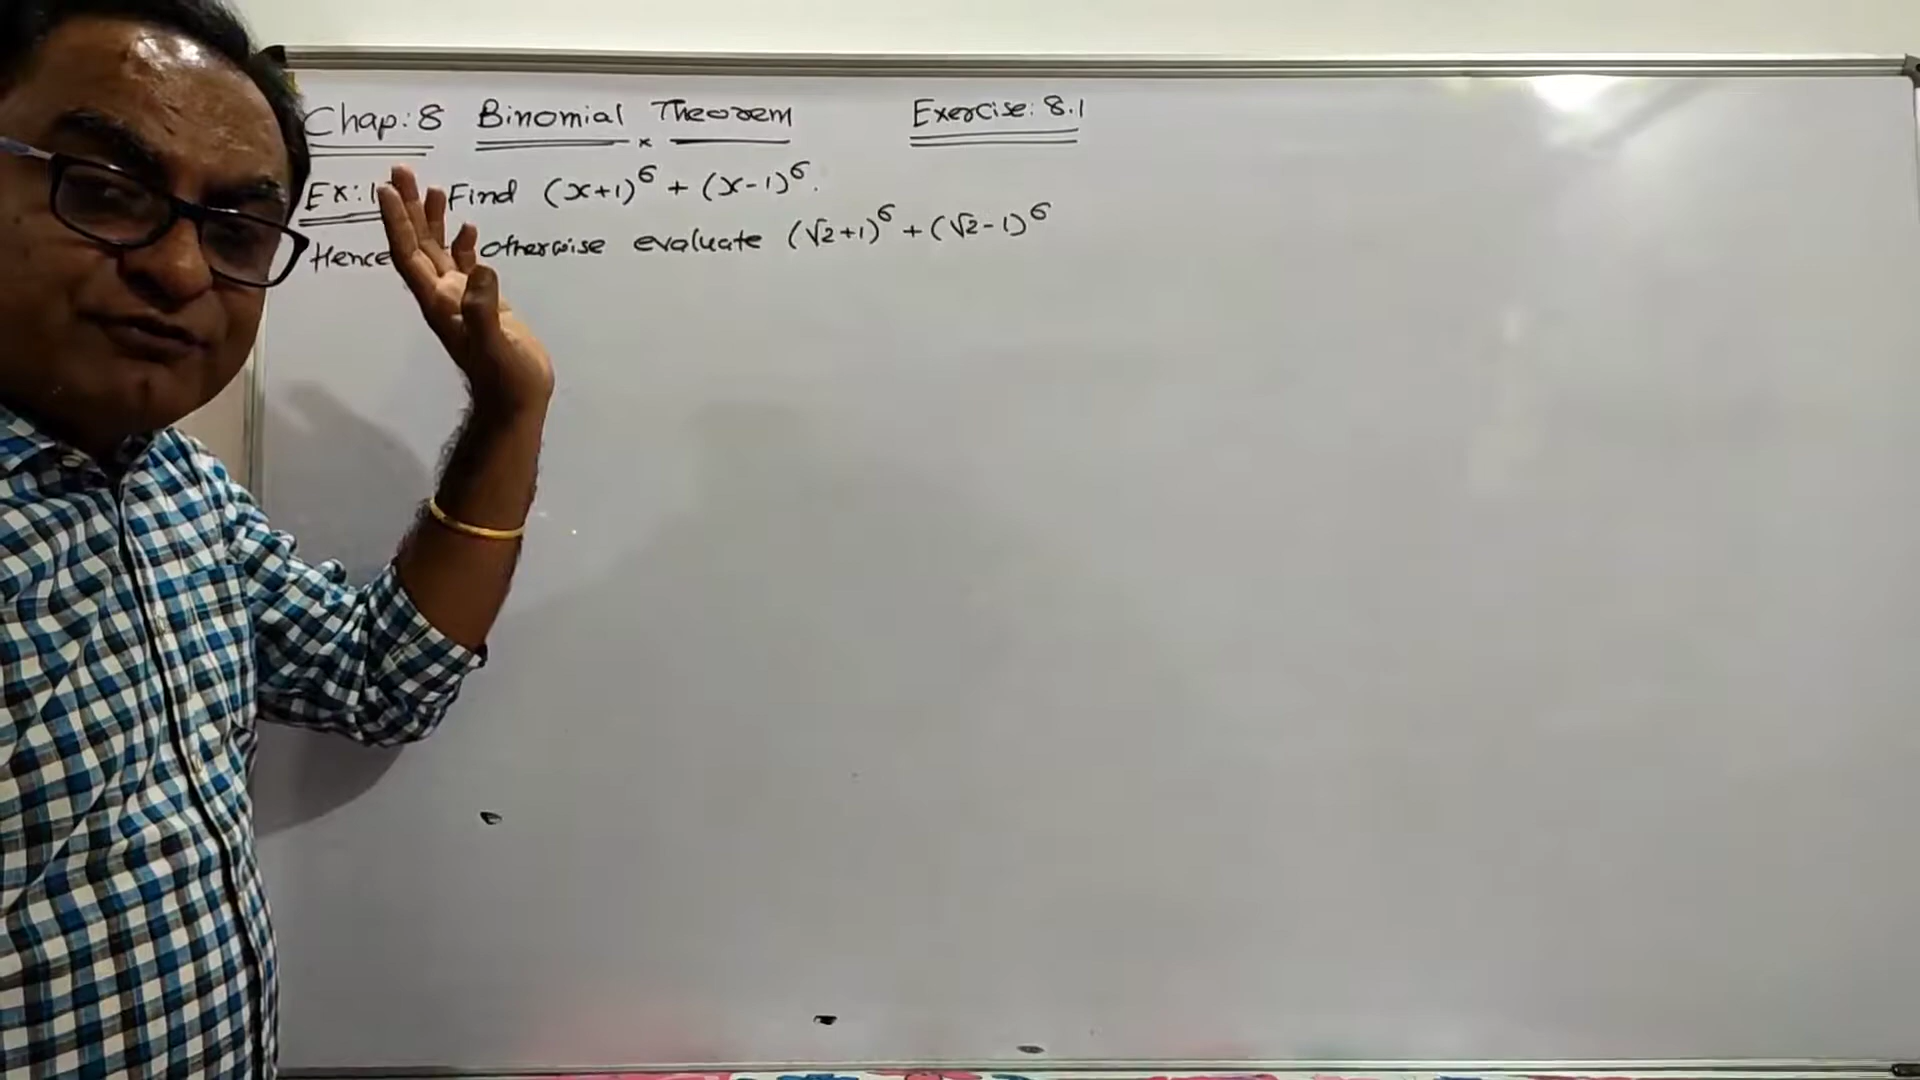 Chap: 8 Binomial Theorem Exercise: 8.1
Ex: Find (x+1)⁶ + (x-1)⁶.
Hence otherwise evaluate (√2+1)⁶ + (√2-1)⁶